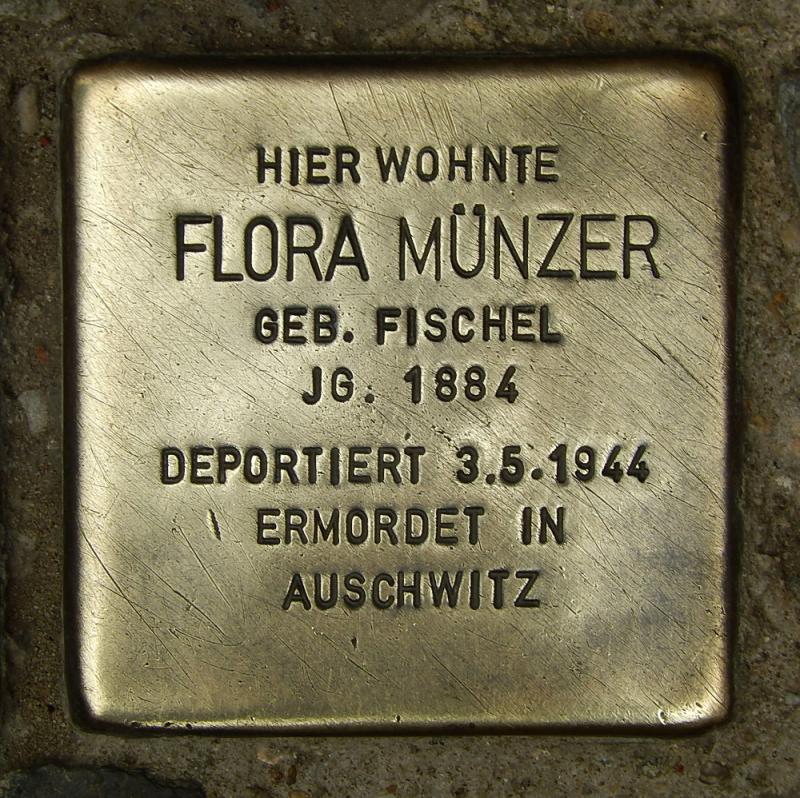 HIER WOHNTE
FLORA MÜNZER
GEB. FISCHEL
JG. 1884
DEPORTIERT 3.5.1944
ERMORDET IN
AUSCHWITZ